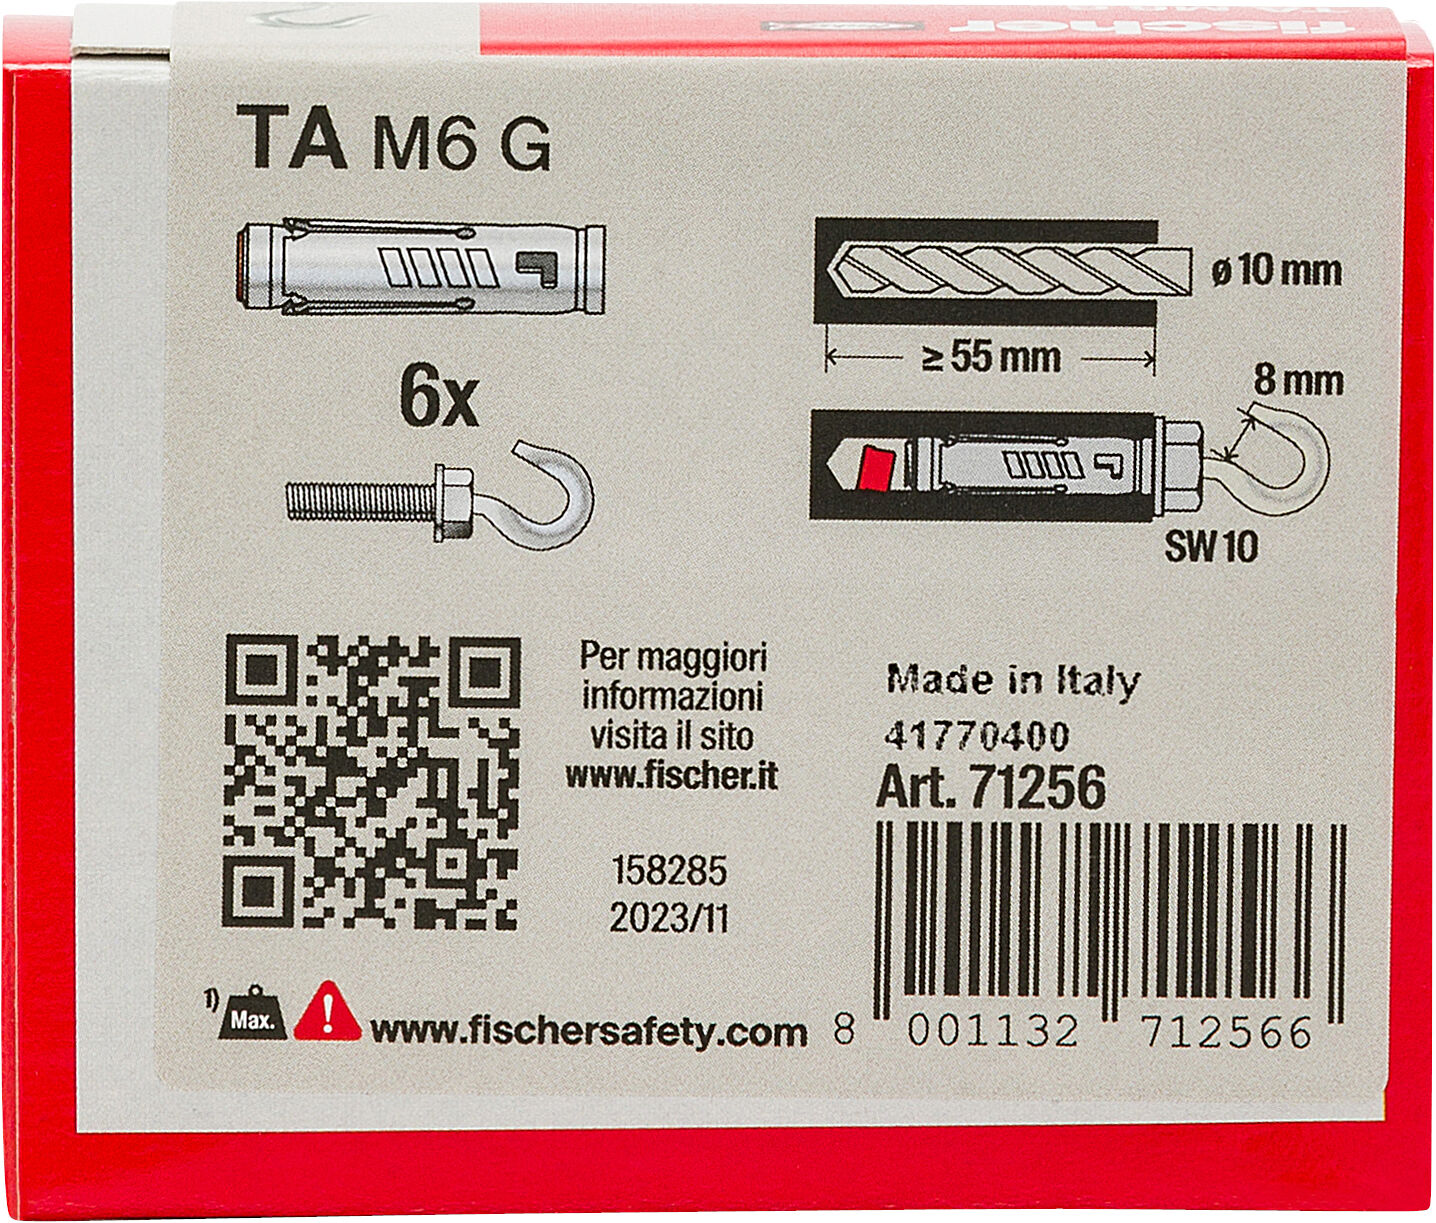 fischer
TA M6 G
ø 10 mm
≥ 55 mm
6x
8 mm
SW 10
Per maggiori
informazioni
visita il sito
www.fischer.it
158285
2023/11
Made in Italy
41770400
Art. 71256
1) Max. ! www.fischersafety.com
8 001132 712566